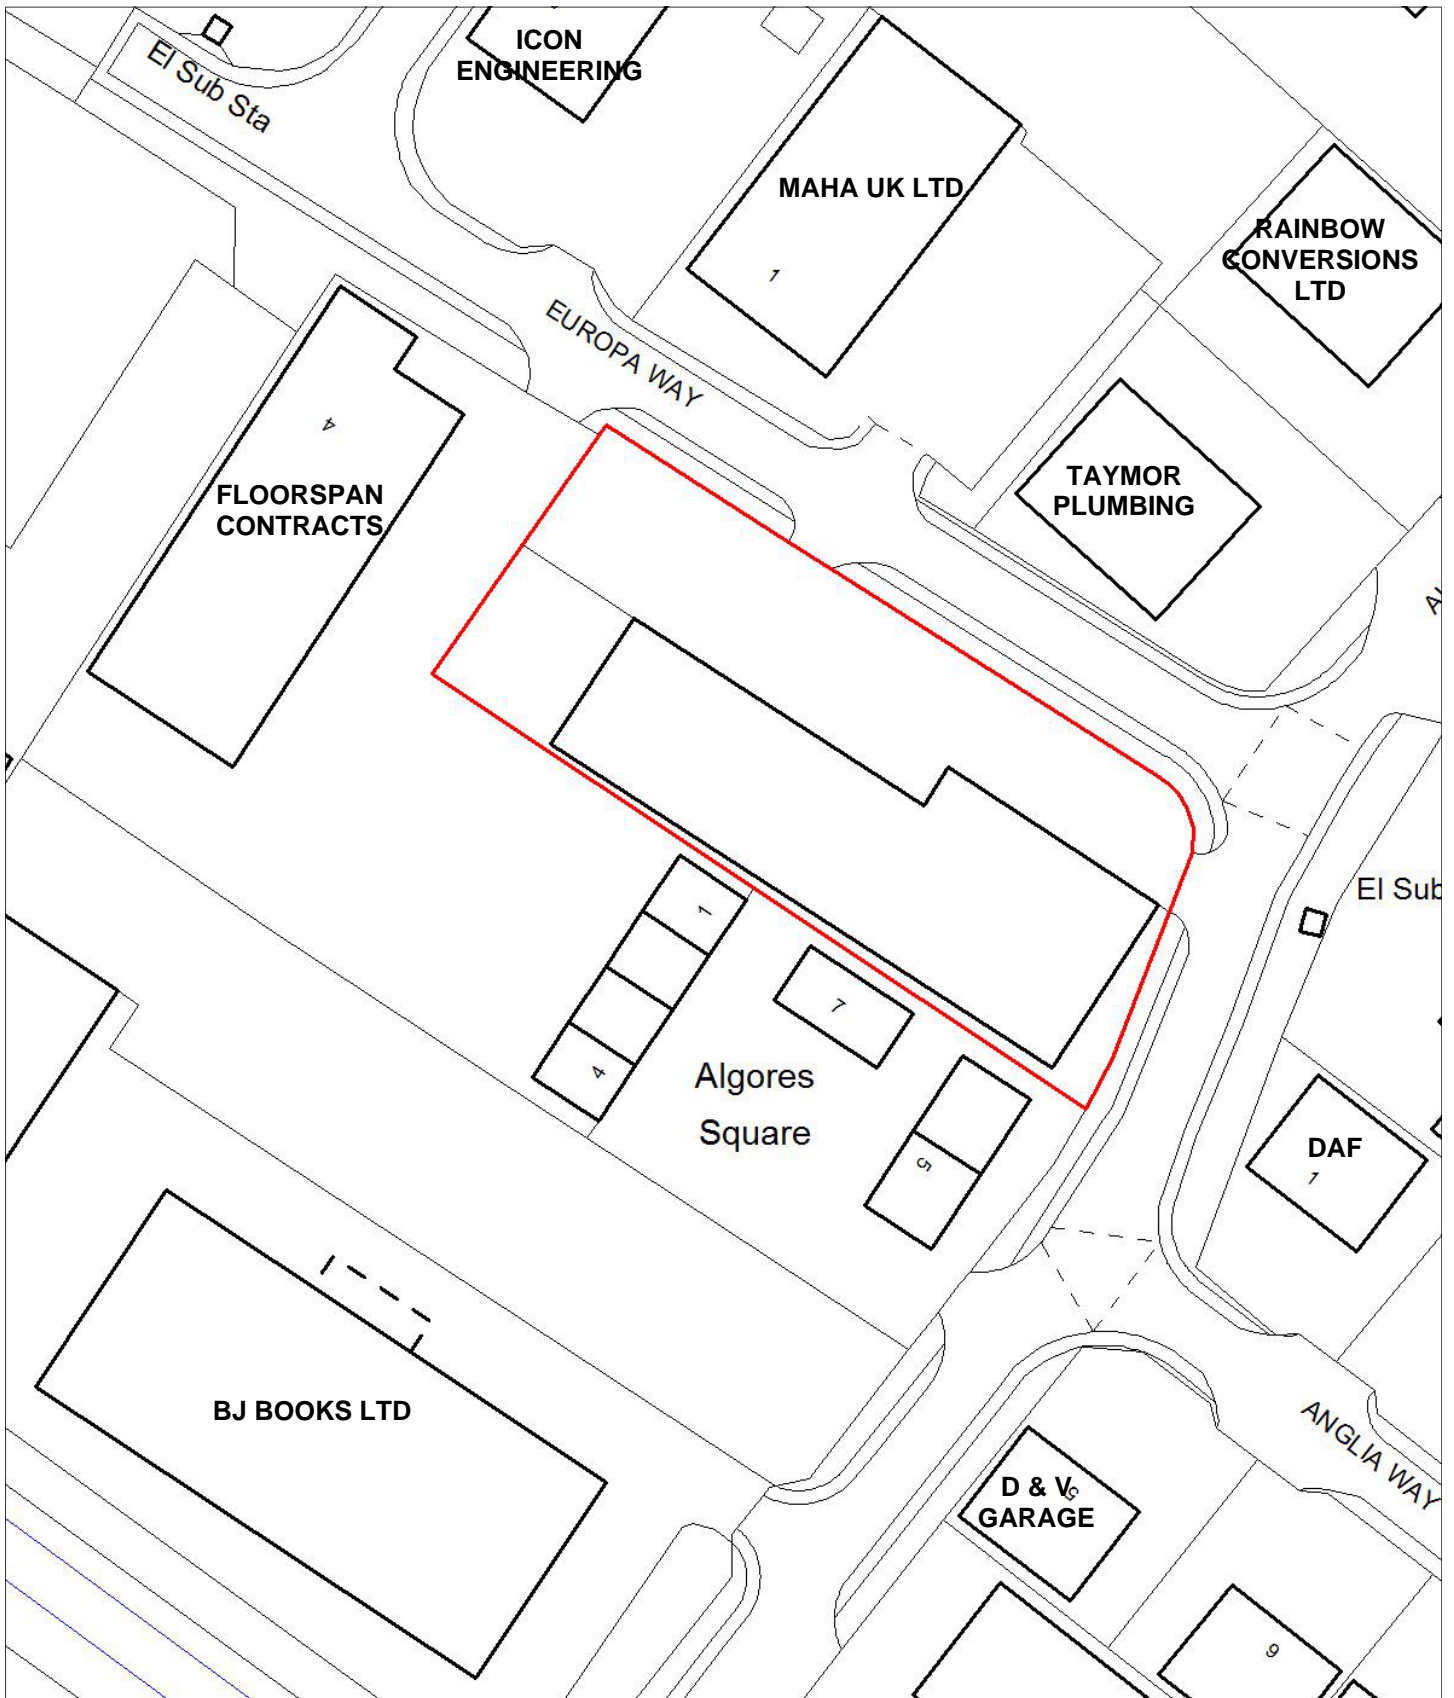 ICON
ENGINEERING
El Sub Sta
MAHA UK LTD
1
RAINBOW
CONVERSIONS
LTD
EUROPA WAY
4
FLOORSPAN
CONTRACTS
TAYMOR
PLUMBING
El Sub
1
7
4
Algores
Square
5
DAF
1
BJ BOOKS LTD
ANGLIA WAY
D & V
5
GARAGE